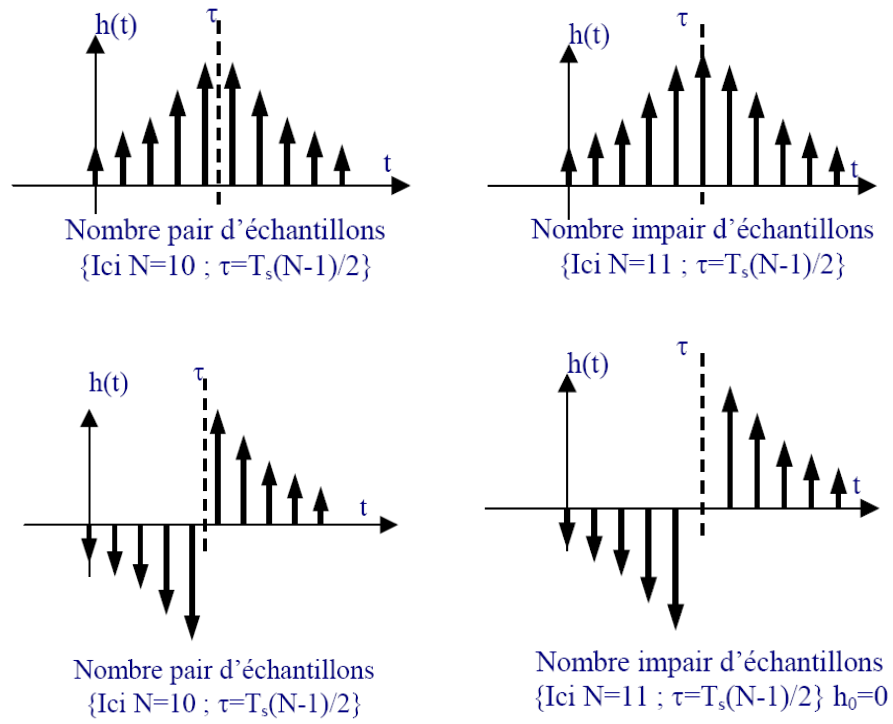 h(t)
τ
t
Nombre pair d'échantillons
{Ici N=10 ; τ=Tₛ(N-1)/2}
h(t)
τ
t
Nombre impair d'échantillons
{Ici N=11 ; τ=Tₛ(N-1)/2}
h(t)
τ
t
Nombre pair d'échantillons
{Ici N=10 ; τ=Tₛ(N-1)/2}
h(t)
τ
t
Nombre impair d'échantillons
{Ici N=11 ; τ=Tₛ(N-1)/2} h₀=0